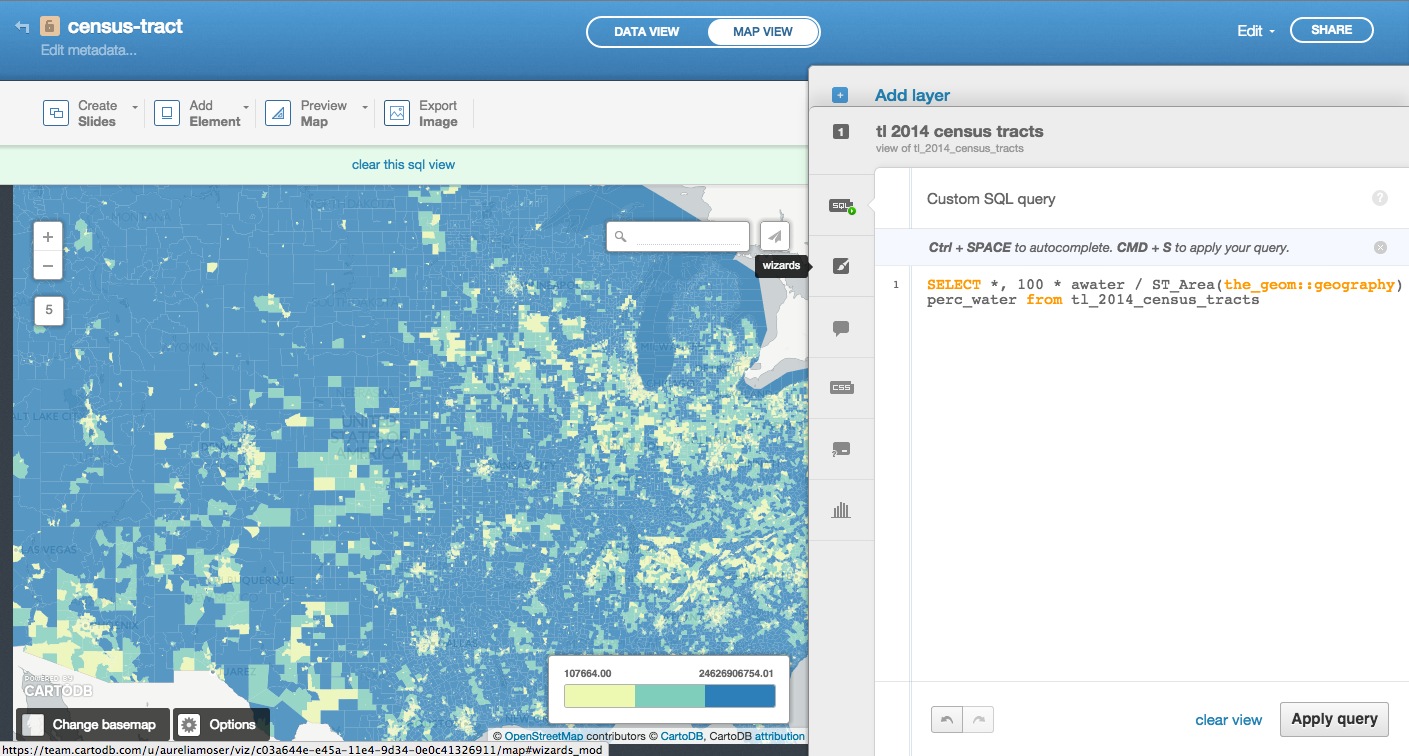 census-tract
Edit metadata...
DATA VIEW
MAP VIEW
Edit
SHARE
Create
Slides
Add
Element
Preview
Map
Export
Image
clear this sql view
Add layer
1
tl 2014 census tracts
view of tl_2014_census_tracts
SQL
wizards
CSS
Custom SQL query
?
Ctrl + SPACE to autocomplete. CMD + S to apply your query.
1
SELECT *, 100 * awater / ST_Area(the_geom::geography)
perc_water from tl_2014_census_tracts
+
−
5
UNITED
STATES OF
AMERICA
LAS VEGAS
107664.00
24626906754.01
POWERED BY
CARTODB
Change basemap
Options
© OpenStreetMap contributors © CartoDB, CartoDB attribution
https://team.cartodb.com/u/aureliamoser/viz/c03a644e-e45a-11e4-9d34-0e0c41326911/map#wizards_mod
clear view
Apply query